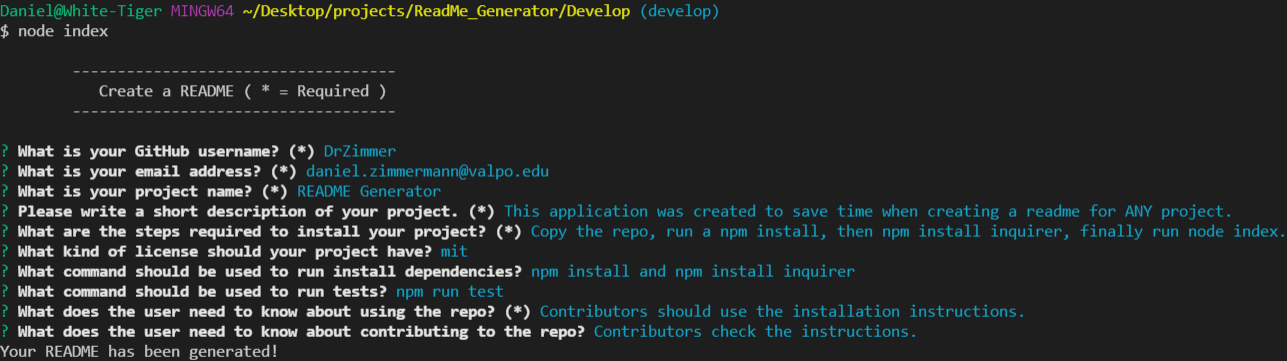 Daniel@White-Tiger MINGW64 ~/Desktop/projects/ReadMe_Generator/Develop (develop)
$ node index
------------------------------------
Create a README ( * = Required )
------------------------------------
? What is your GitHub username? (*) DrZimmer
? What is your email address? (*) daniel.zimmermann@valpo.edu
? What is your project name? (*) README Generator
? Please write a short description of your project. (*) This application was created to save time when creating a readme for ANY project.
? What are the steps required to install your project? (*) Copy the repo, run a npm install, then npm install inquirer, finally run node index.
? What kind of license should your project have? mit
? What command should be used to run install dependencies? npm install and npm install inquirer
? What command should be used to run tests? npm run test
? What does the user need to know about using the repo? (*) Contributors should use the installation instructions.
? What does the user need to know about contributing to the repo? Contributors check the instructions.
Your README has been generated!